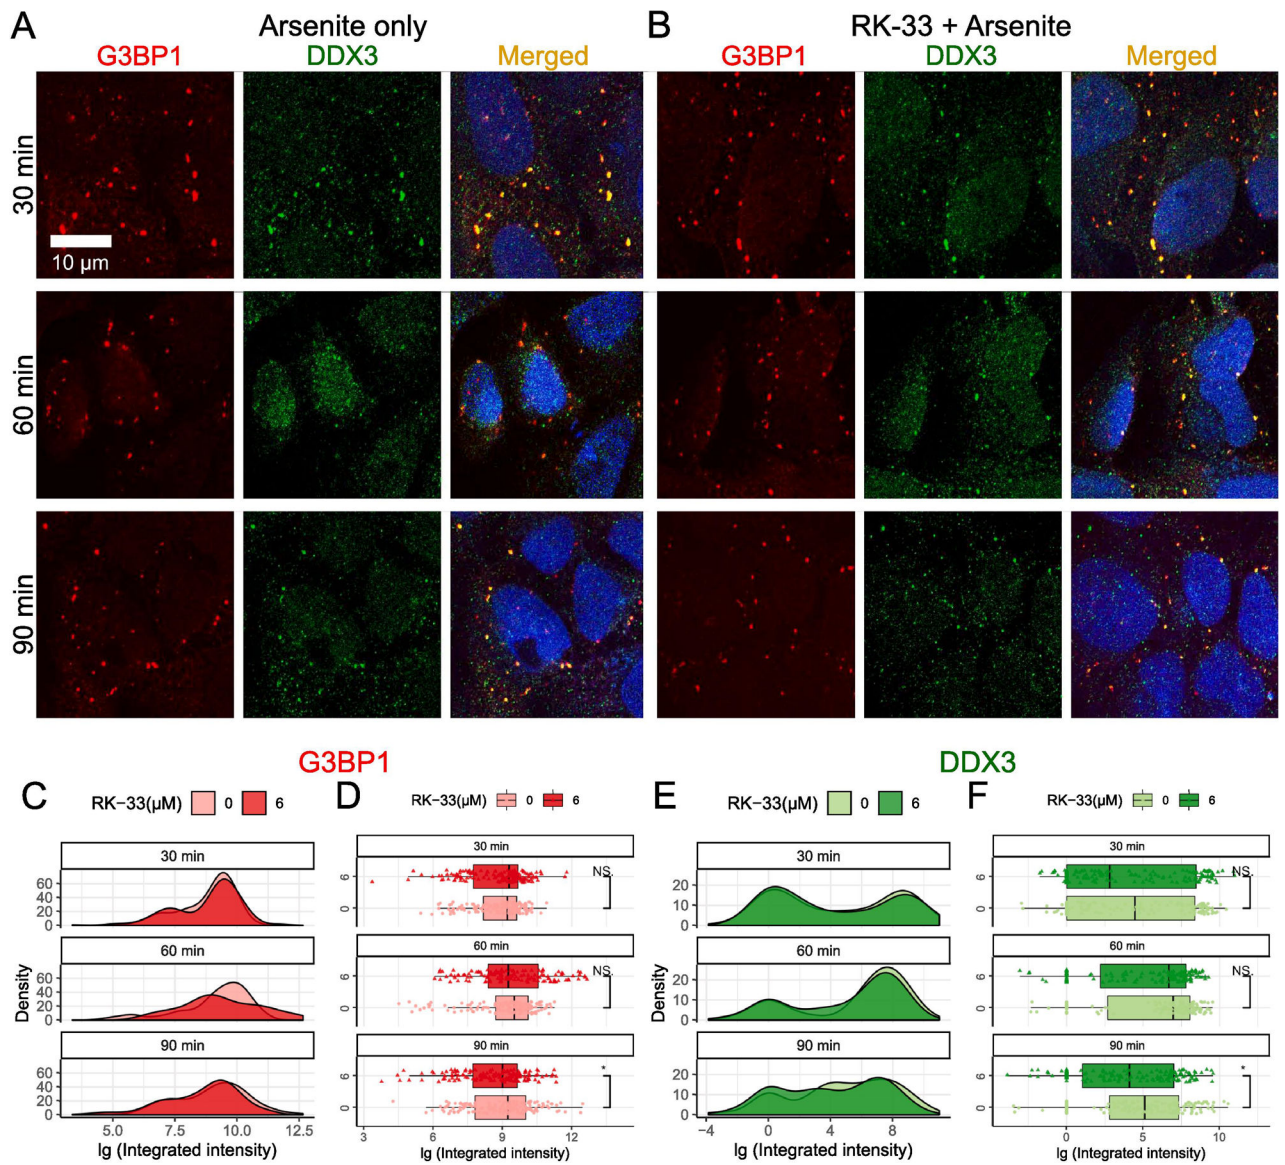 A Arsenite only B RK-33 + Arsenite
G3BP1 DDX3 Merged G3BP1 DDX3 Merged
30 min
10 µm
60 min
90 min
G3BP1 DDX3
C RK−33(µM) 0 6
30 min
60
40
20
0
60 min
60
40
20
0
90 min
60
40
20
0
Density
5.0 7.5 10.0 12.5
lg (Integrated intensity)
D RK−33(µM) 0 6
30 min
6
0
NS.
60 min
6
0
NS.
90 min
6
0
*
3 6 9 12
lg (Integrated intensity)
E RK−33(µM) 0 6
30 min
20
10
0
60 min
20
10
0
90 min
20
10
0
Density
−4 0 4 8
lg (Integrated intensity)
F RK−33(µM) 0 6
30 min
6
0
NS.
60 min
6
0
NS.
90 min
6
0
*
0 5 10
lg (Integrated intensity)